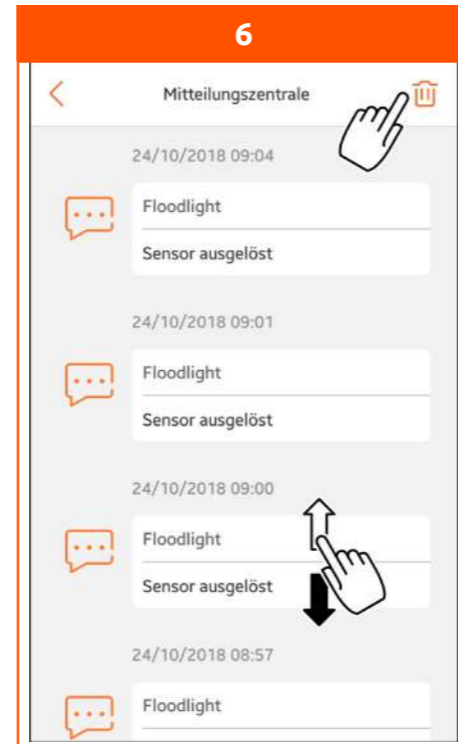 6
Mitteilungszentrale
24/10/2018 09:04
Floodlight
Sensor ausgelöst
24/10/2018 09:01
Floodlight
Sensor ausgelöst
24/10/2018 09:00
Floodlight
Sensor ausgelöst
24/10/2018 08:57
Floodlight